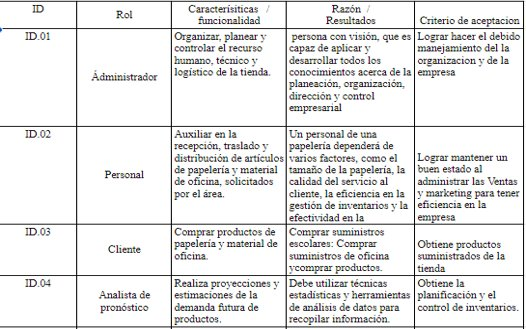 ID
Rol
Caracterísiticas /
funcionalidad
Razón /
Resultados
Criterio de aceptacion
ID.01
Ádministrador
Organizar, planear y
controlar el recurso
humano, técnico y
logístico de la tienda.
persona con visión, que es
capaz de aplicar y
desarrollar todos los
conocimientos acerca de la
planeación, organización,
dirección y control
empresarial
Lograr hacer el debido
manejamiento del la
organizacion y de la
empresa
ID.02
Personal
Auxiliar en la
recepción, traslado y
distribución de artículos
de papelería y material
de oficina, solicitados
por el área.
Un personal de una
papelería dependerá de
varios factores, como el
tamaño de la papelería, la
calidad del servicio al
cliente, la eficiencia en la
gestión de inventarios y la
efectividad en la
Lograr mantener un
buen estado al
administrar las Ventas
y marketing para tener
eficiencia en la
empresa
ID.03
Cliente
Comprar productos de
papelería y material de
oficina.
Comprar suministros
escolares: Comprar
suministros de oficina
ycomprar productos.
Obtiene productos
suministrados de la
tienda
ID.04
Analista de
pronóstico
Realiza proyecciones y
estimaciones de la
demanda futura de
productos.
Debe utilizar técnicas
estadísticas y herramientas
de análisis de datos para
recopilar información.
Obtiene la
planificación y el
control de inventarios.